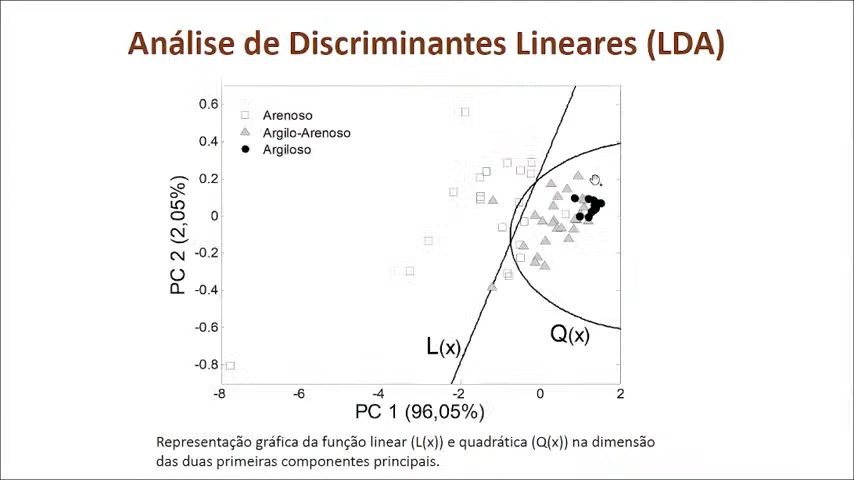 Análise de Discriminantes Lineares (LDA)
0.6
0.4
0.2
0
-0.2
-0.4
-0.6
-0.8
Arenoso
Argilo-Arenoso
Argiloso
PC 2 (2,05%)
L(x)
Q(x)
-8
-6
-4
-2
0
2
PC 1 (96,05%)
Representação gráfica da função linear (L(x)) e quadrática (Q(x)) na dimensão
das duas primeiras componentes principais.